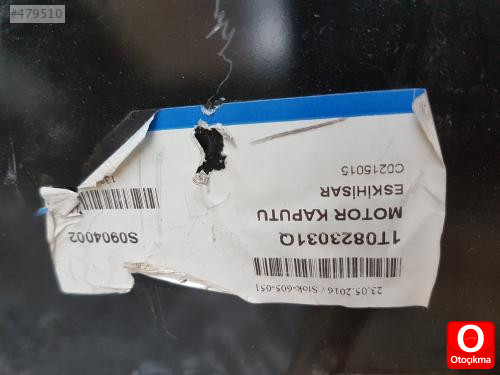 #479510
23.05.2016 / Stok-605-051
1T0823031Q
MOTOR KAPUTU
ESKİHİSAR
C0215015
S0904002
O
Otoçıkma